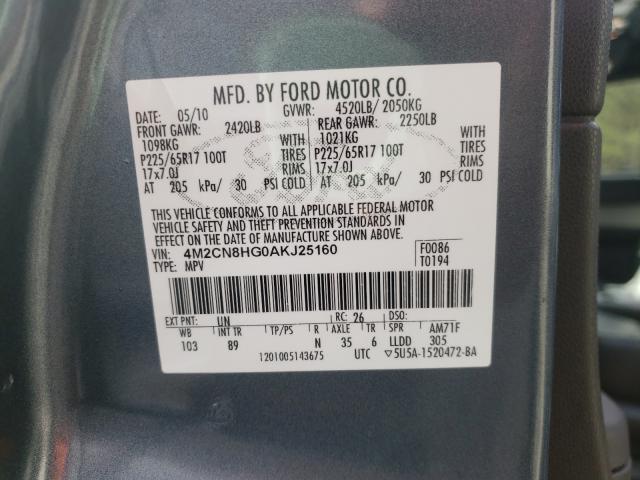 MFD. BY FORD MOTOR CO.
DATE: 05/10 GVWR: 4520LB/ 2050KG
FRONT GAWR: 2420LB REAR GAWR: 2250LB
1098KG WITH 1021KG WITH
P225/65R17 100T TIRES P225/65R17 100T TIRES
17x7.0J RIMS 17x7.0J RIMS
AT 205 kPa/ 30 PSI COLD AT 205 kPa/ 30 PSI COLD
THIS VEHICLE CONFORMS TO ALL APPLICABLE FEDERAL MOTOR
VEHICLE SAFETY AND THEFT PREVENTION STANDARDS IN
EFFECT ON THE DATE OF MANUFACTURE SHOWN ABOVE.
VIN: 4M2CN8HG0AKJ25160 F0086
TYPE: MPV T0194
EXT PNT: UN RC: 26 DSO:
WB INT TR TP/PS R AXLE TR SPR AM71F
103 89 N 35 6 LLDD 305
1201005143675 UTC ▽5U5A-1520472-BA